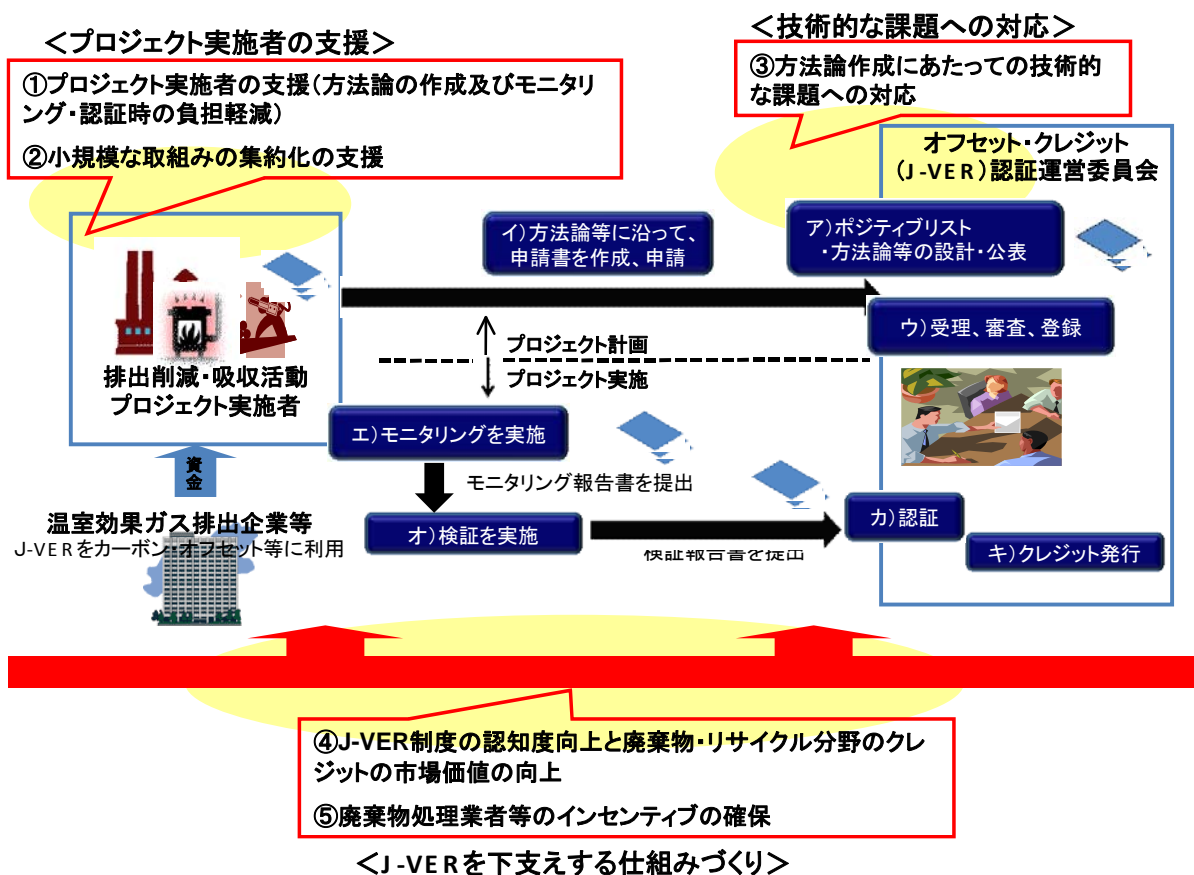 ＜プロジェクト実施者の支援＞
①プロジェクト実施者の支援（方法論の作成及びモニタリ
ング・認証時の負担軽減）
②小規模な取組みの集約化の支援
＜技術的な課題への対応＞
③方法論作成にあたっての技術的
な課題への対応
オフセット・クレジット
（J-VER）認証運営委員会
イ）方法論等に沿って、
申請書を作成、申請
ア）ポジティブリスト
・方法論等の設計・公表
ウ）受理、審査、登録
プロジェクト計画
プロジェクト実施
排出削減・吸収活動
プロジェクト実施者
エ）モニタリングを実施
モニタリング報告書を提出
資金
温室効果ガス排出企業等
J-VERをカーボン・オフセット等に利用
オ）検証を実施
検証報告書を提出
カ）認証
キ）クレジット発行
④J-VER制度の認知度向上と廃棄物・リサイクル分野のクレ
ジットの市場価値の向上
⑤廃棄物処理業者等のインセンティブの確保
＜J-VERを下支えする仕組みづくり＞